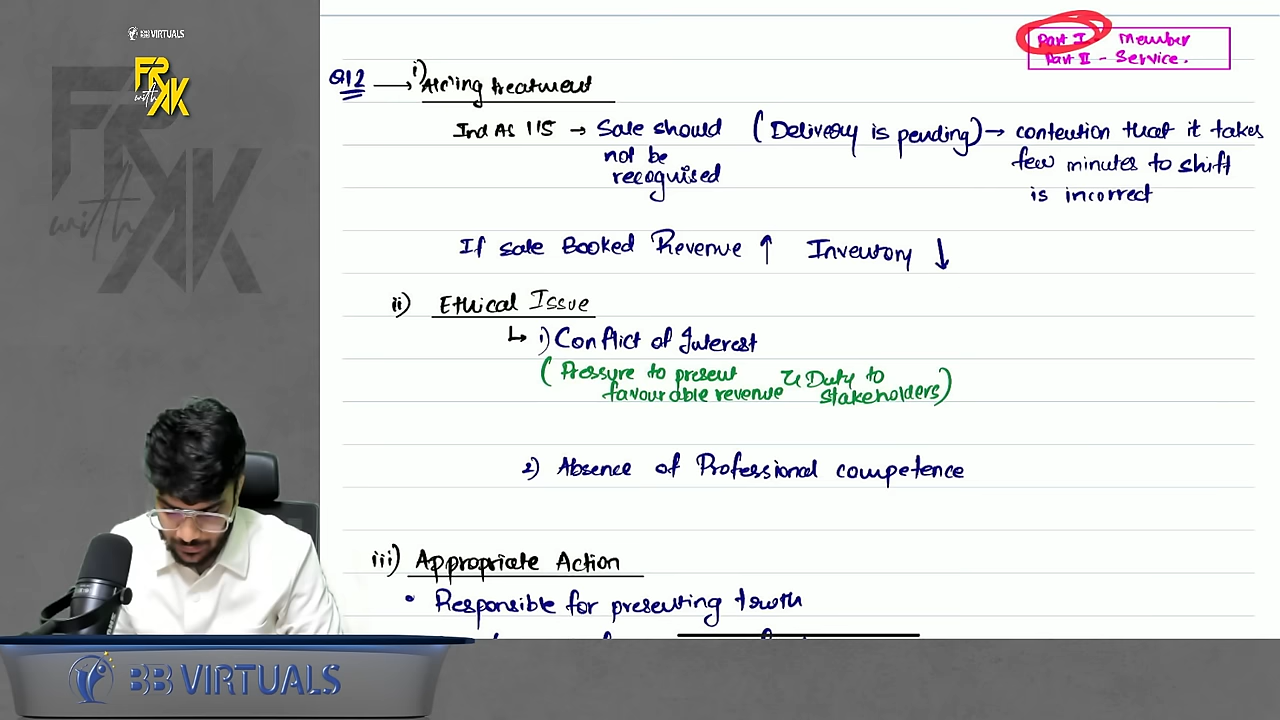 BB VIRTUALS
FR
with
AK
Part I - Member
Part II - Service.
Q12 → i) Ac'ing treatment
Ind AS 115 → Sale should not be recognised (Delivery is pending) → contention that it takes few minutes to shift is incorrect
If sale Booked Revenue ↑ Inventory ↓
ii) Ethical Issue
↳ 1) Conflict of Interest
(Pressure to present favourable revenue & Duty to stakeholders)
2) Absence of Professional competence
iii) Appropriate Action
• Responsible for presenting truth
BB VIRTUALS